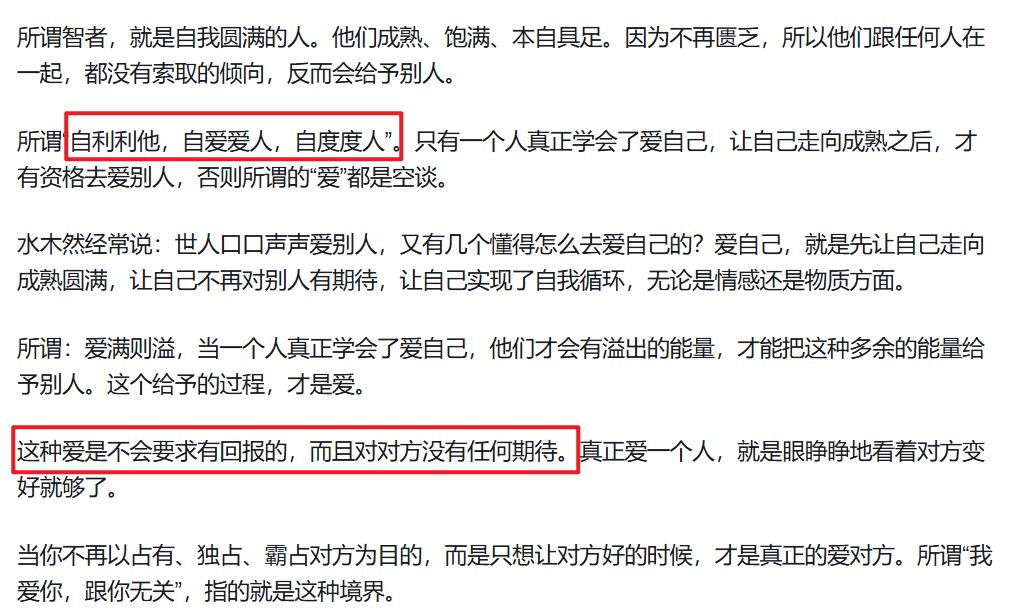 所谓智者，就是自我圆满的人。他们成熟、饱满、本自具足。因为不再匮乏，所以他们跟任何人在
一起，都没有索取的倾向，反而会给予别人。
所谓“自利利他，自爱爱人，自度度人”。只有一个人真正学会了爱自己，让自己走向成熟之后，才
有资格去爱别人，否则所谓的“爱”都是空谈。
水木然经常说：世人口口声声爱别人，又有几个懂得怎么去爱自己的？爱自己，就是先让自己走向
成熟圆满，让自己不再对别人有期待，让自己实现了自我循环，无论是情感还是物质方面。
所谓：爱满则溢，当一个人真正学会了爱自己，他们才会有溢出的能量，才能把这种多余的能量给
予别人。这个给予的过程，才是爱。
这种爱是不会要求有回报的，而且对对方没有任何期待。真正爱一个人，就是眼睁睁地看着对方变
好就够了。
当你不再以占有、独占、霸占对方为目的，而是只想让对方好的时候，才是真正的爱对方。所谓“我
爱你，跟你无关”，指的就是这种境界。